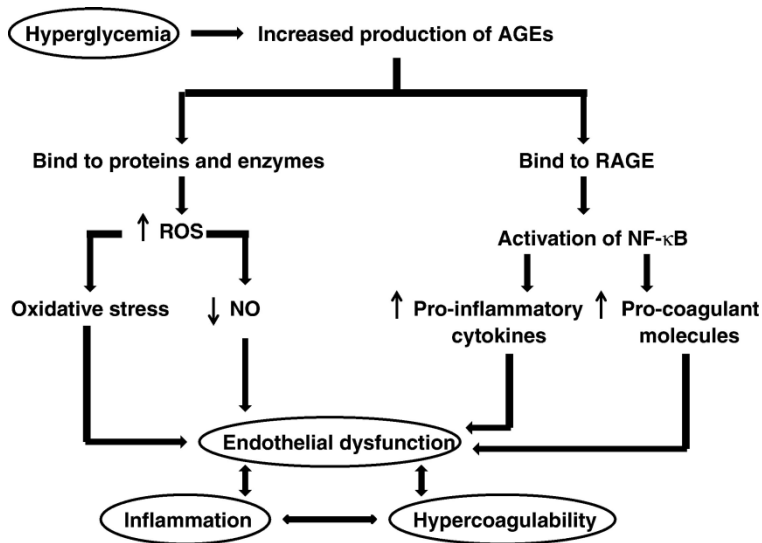 Hyperglycemia
Increased production of AGEs
Bind to proteins and enzymes
Bind to RAGE
↑ ROS
Activation of NF-κB
Oxidative stress
↓ NO
↑ Pro-inflammatory
cytokines
↑ Pro-coagulant
molecules
Endothelial dysfunction
Inflammation
Hypercoagulability